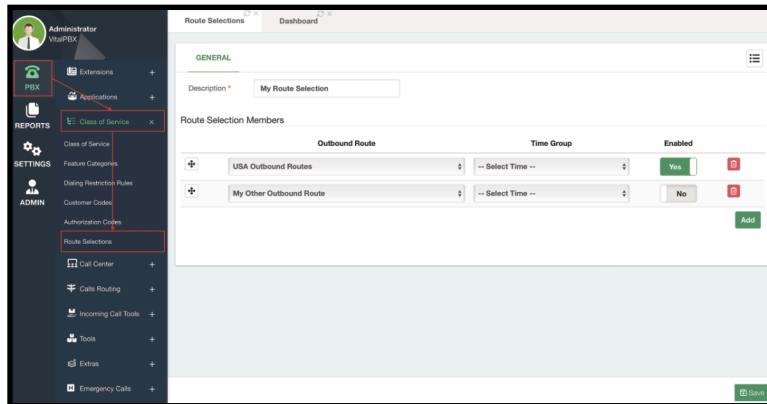 Administrator
VitalPBX
PBX
REPORTS
SETTINGS
ADMIN
Extensions
Applications
Class of Service
Class of Service
Feature Categories
Dialing Restriction Rules
Customer Codes
Authorization Codes
Route Selections
Call Center
Calls Routing
Incoming Call Tools
Tools
Extras
Emergency Calls
Route Selections
Dashboard
GENERAL
Description *
My Route Selection
Route Selection Members
Outbound Route Time Group Enabled
USA Outbound Routes -- Select Time -- Yes
My Other Outbound Route -- Select Time -- No
Add
Save